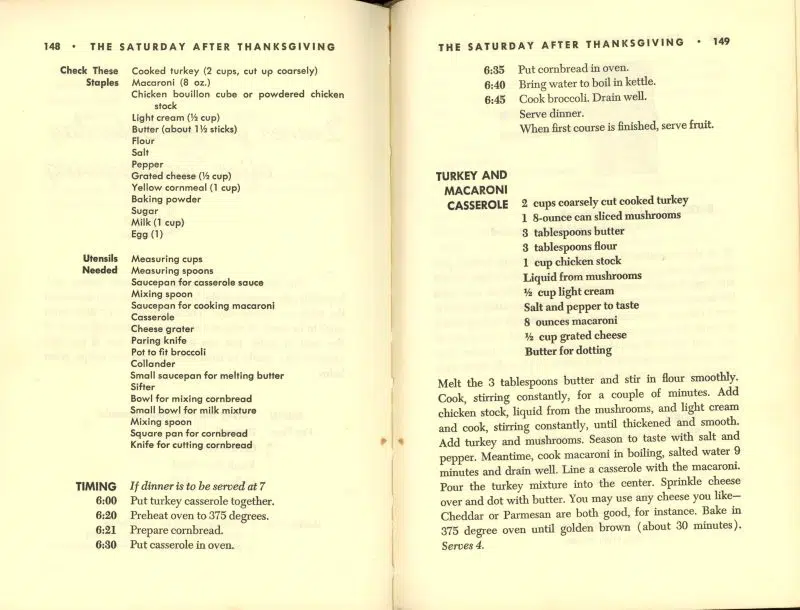 148 • THE SATURDAY AFTER THANKSGIVING
Check These Cooked turkey (2 cups, cut up coarsely)
Staples Macaroni (8 oz.)
Chicken bouillon cube or powdered chicken
stock
Light cream (½ cup)
Butter (about 1½ sticks)
Flour
Salt
Pepper
Grated cheese (½ cup)
Yellow cornmeal (1 cup)
Baking powder
Sugar
Milk (1 cup)
Egg (1)
Utensils Measuring cups
Needed Measuring spoons
Saucepan for casserole sauce
Mixing spoon
Saucepan for cooking macaroni
Casserole
Cheese grater
Paring knife
Pot to fit broccoli
Collander
Small saucepan for melting butter
Sifter
Bowl for mixing cornbread
Small bowl for milk mixture
Mixing spoon
Square pan for cornbread
Knife for cutting cornbread
TIMING If dinner is to be served at 7
6:00 Put turkey casserole together.
6:20 Preheat oven to 375 degrees.
6:21 Prepare cornbread.
6:30 Put casserole in oven.
THE SATURDAY AFTER THANKSGIVING • 149
6:35 Put cornbread in oven.
6:40 Bring water to boil in kettle.
6:45 Cook broccoli. Drain well.
Serve dinner.
When first course is finished, serve fruit.
TURKEY AND
MACARONI
CASSEROLE
2 cups coarsely cut cooked turkey
1 8-ounce can sliced mushrooms
3 tablespoons butter
3 tablespoons flour
1 cup chicken stock
Liquid from mushrooms
½ cup light cream
Salt and pepper to taste
8 ounces macaroni
½ cup grated cheese
Butter for dotting
Melt the 3 tablespoons butter and stir in flour smoothly.
Cook, stirring constantly, for a couple of minutes. Add
chicken stock, liquid from the mushrooms, and light cream
and cook, stirring constantly, until thickened and smooth.
Add turkey and mushrooms. Season to taste with salt and
pepper. Meantime, cook macaroni in boiling, salted water 9
minutes and drain well. Line a casserole with the macaroni.
Pour the turkey mixture into the center. Sprinkle cheese
over and dot with butter. You may use any cheese you like—
Cheddar or Parmesan are both good, for instance. Bake in
375 degree oven until golden brown (about 30 minutes).
Serves 4.